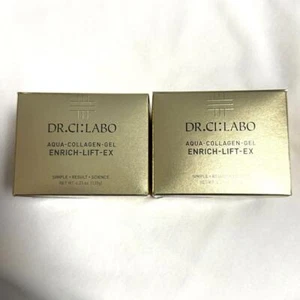 DR.CI:LABO
AQUA-COLLAGEN-GEL
ENRICH-LIFT-EX
SIMPLE • RESULT • SCIENCE
DR.CI:LABO
AQUA-COLLAGEN-GEL
ENRICH-LIFT-EX